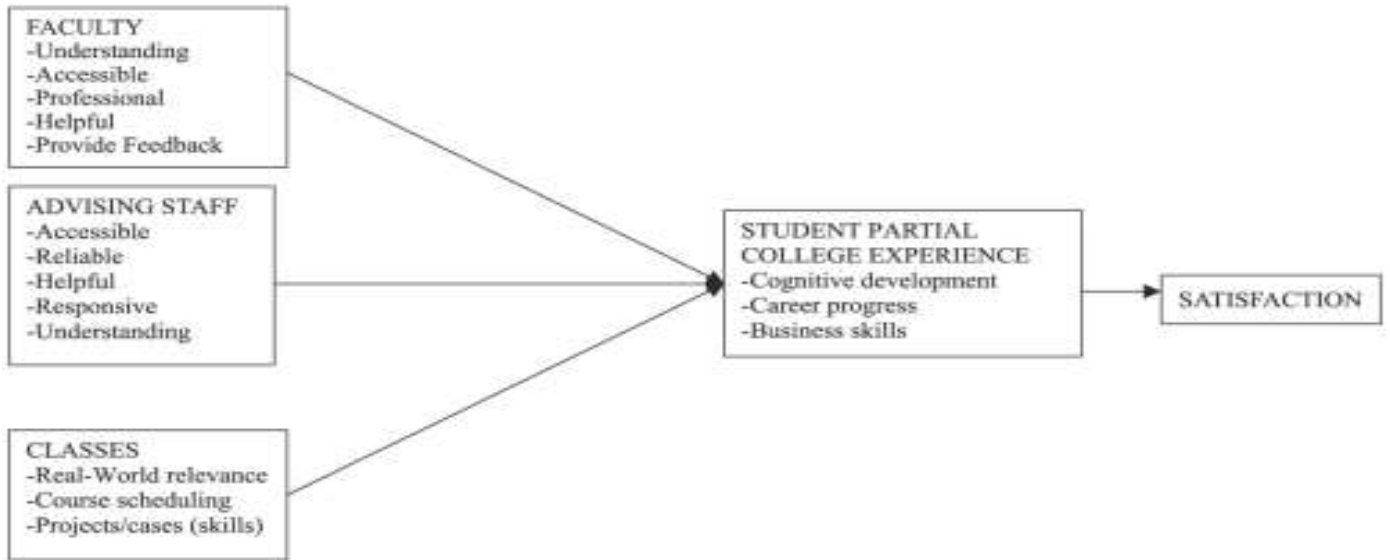 FACULTY
-Understanding
-Accessible
-Professional
-Helpful
-Provide Feedback
ADVISING STAFF
-Accessible
-Reliable
-Helpful
-Responsive
-Understanding
CLASSES
-Real-World relevance
-Course scheduling
-Projects/cases (skills)
STUDENT PARTIAL
COLLEGE EXPERIENCE
-Cognitive development
-Career progress
-Business skills
SATISFACTION